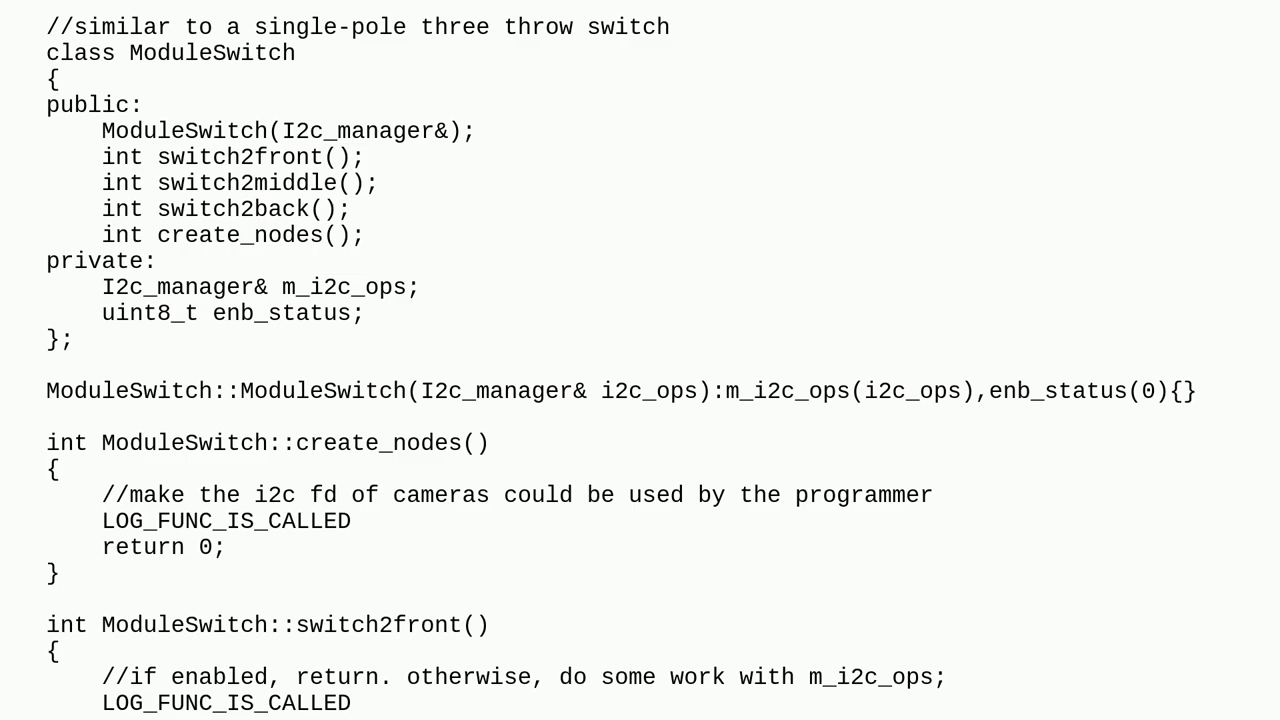 //similar to a single-pole three throw switch
class ModuleSwitch
{
public:
    ModuleSwitch(I2c_manager&);
    int switch2front();
    int switch2middle();
    int switch2back();
    int create_nodes();
private:
    I2c_manager& m_i2c_ops;
    uint8_t enb_status;
};

ModuleSwitch::ModuleSwitch(I2c_manager& i2c_ops):m_i2c_ops(i2c_ops),enb_status(0){}

int ModuleSwitch::create_nodes()
{
    //make the i2c fd of cameras could be used by the programmer
    LOG_FUNC_IS_CALLED
    return 0;
}

int ModuleSwitch::switch2front()
{
    //if enabled, return. otherwise, do some work with m_i2c_ops;
    LOG_FUNC_IS_CALLED